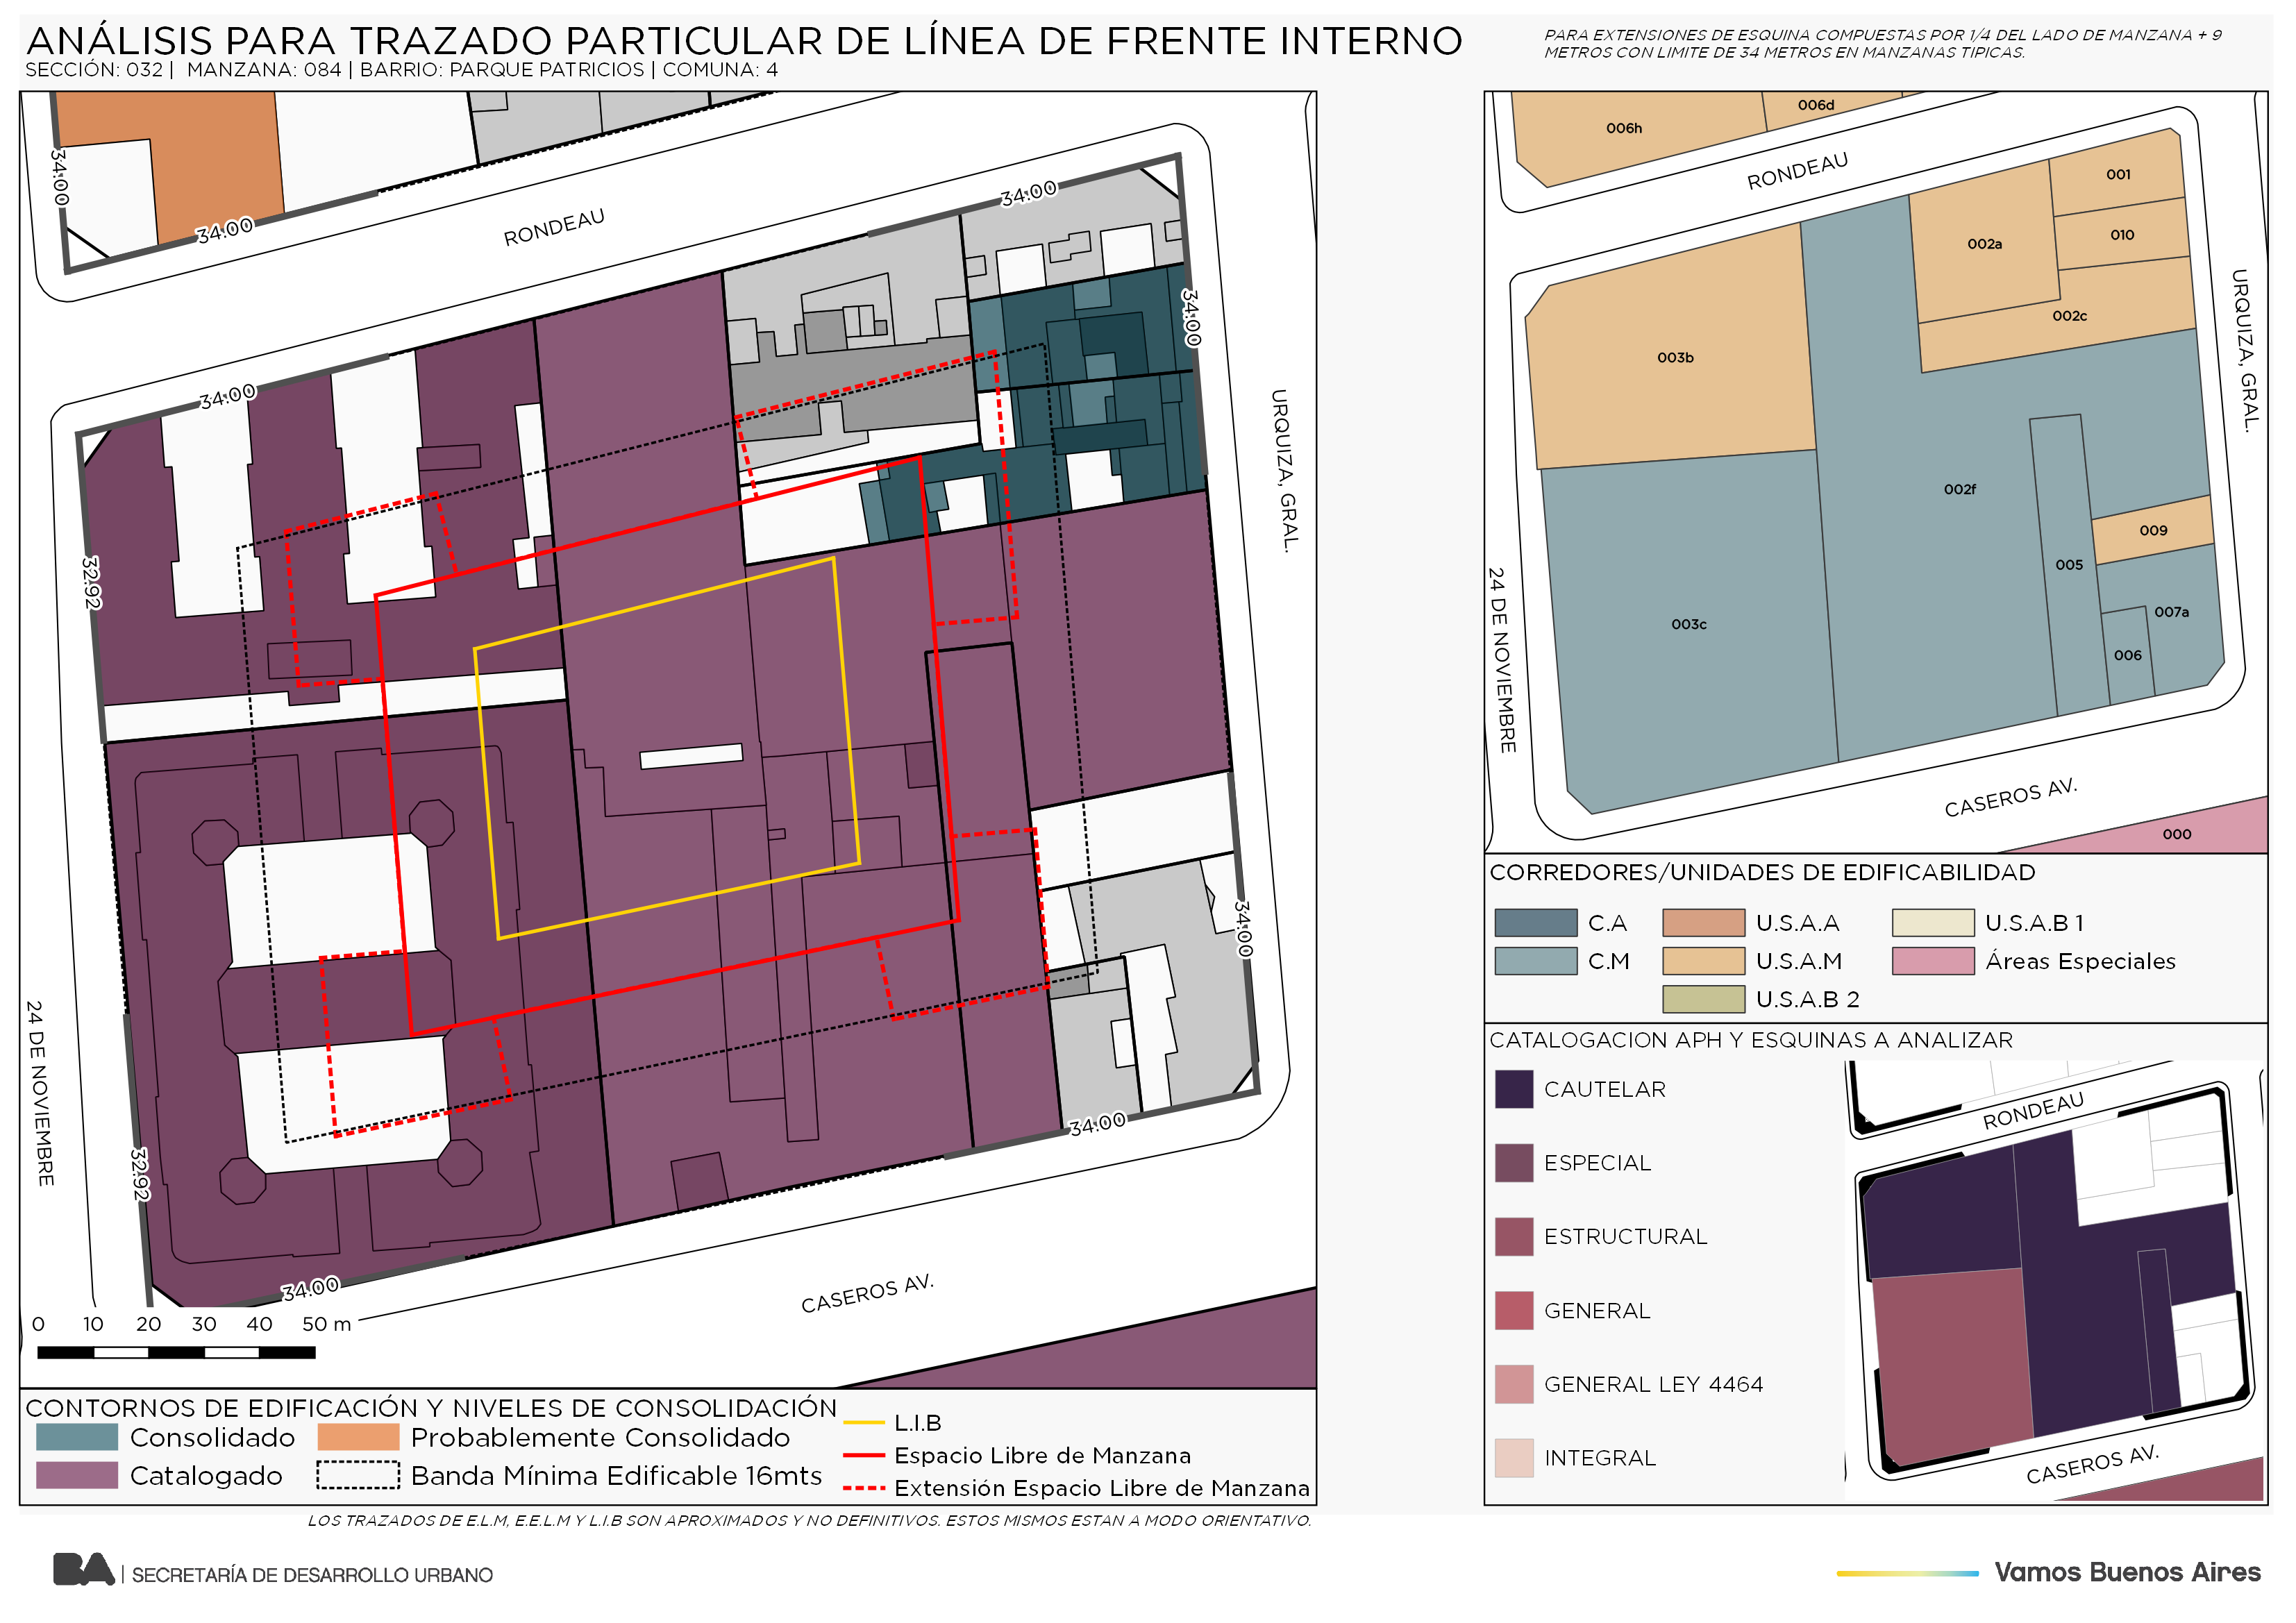 ANÁLISIS PARA TRAZADO PARTICULAR DE LÍNEA DE FRENTE INTERNO
SECCIÓN: 032 | MANZANA: 084 | BARRIO: PARQUE PATRICIOS | COMUNA: 4
PARA EXTENSIONES DE ESQUINA COMPUESTAS POR 1/4 DEL LADO DE MANZANA + 9
METROS CON LIMITE DE 34 METROS EN MANZANAS TIPICAS.
34.00
34.00
RONDEAU
34.00
34.00
34.00
URQUIZA, GRAL.
32.92
24 DE NOVIEMBRE
32.92
34.00
34.00
34.00
CASEROS AV.
0 10 20 30 40 50 m
CONTORNOS DE EDIFICACIÓN Y NIVELES DE CONSOLIDACIÓN
Consolidado
Probablemente Consolidado
Catalogado
Banda Mínima Edificable 16mts
L.I.B
Espacio Libre de Manzana
Extensión Espacio Libre de Manzana
LOS TRAZADOS DE E.L.M, E.E.L.M Y L.I.B SON APROXIMADOS Y NO DEFINITIVOS. ESTOS MISMOS ESTAN A MODO ORIENTATIVO.
006d
006h
RONDEAU
001
010
002a
002c
003b
URQUIZA, GRAL.
002f
009
005
007a
003c
006
24 DE NOVIEMBRE
CASEROS AV.
000
CORREDORES/UNIDADES DE EDIFICABILIDAD
C.A
U.S.A.A
U.S.A.B 1
C.M
U.S.A.M
Áreas Especiales
U.S.A.B 2
CATALOGACION APH Y ESQUINAS A ANALIZAR
CAUTELAR
ESPECIAL
ESTRUCTURAL
GENERAL
GENERAL LEY 4464
INTEGRAL
RONDEAU
CASEROS AV.
BA | SECRETARÍA DE DESARROLLO URBANO
Vamos Buenos Aires